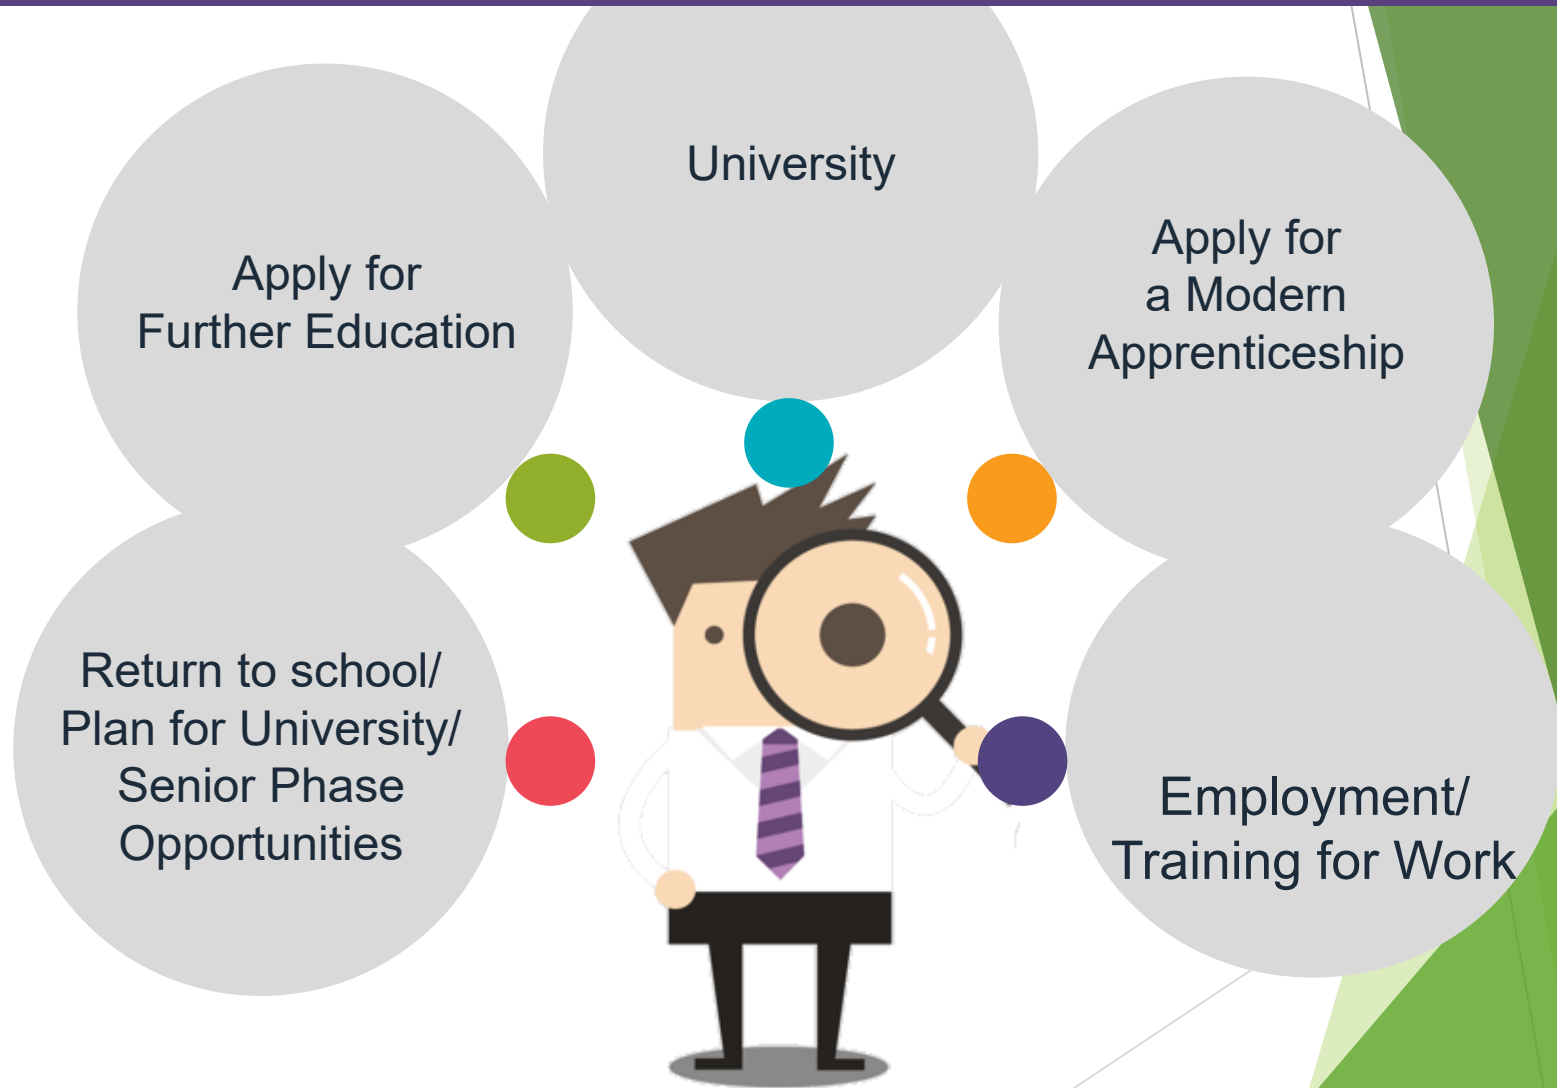 University
Apply for
Further Education
Apply for
a Modern
Apprenticeship
Return to school/
Plan for University/
Senior Phase
Opportunities
Employment/
Training for Work